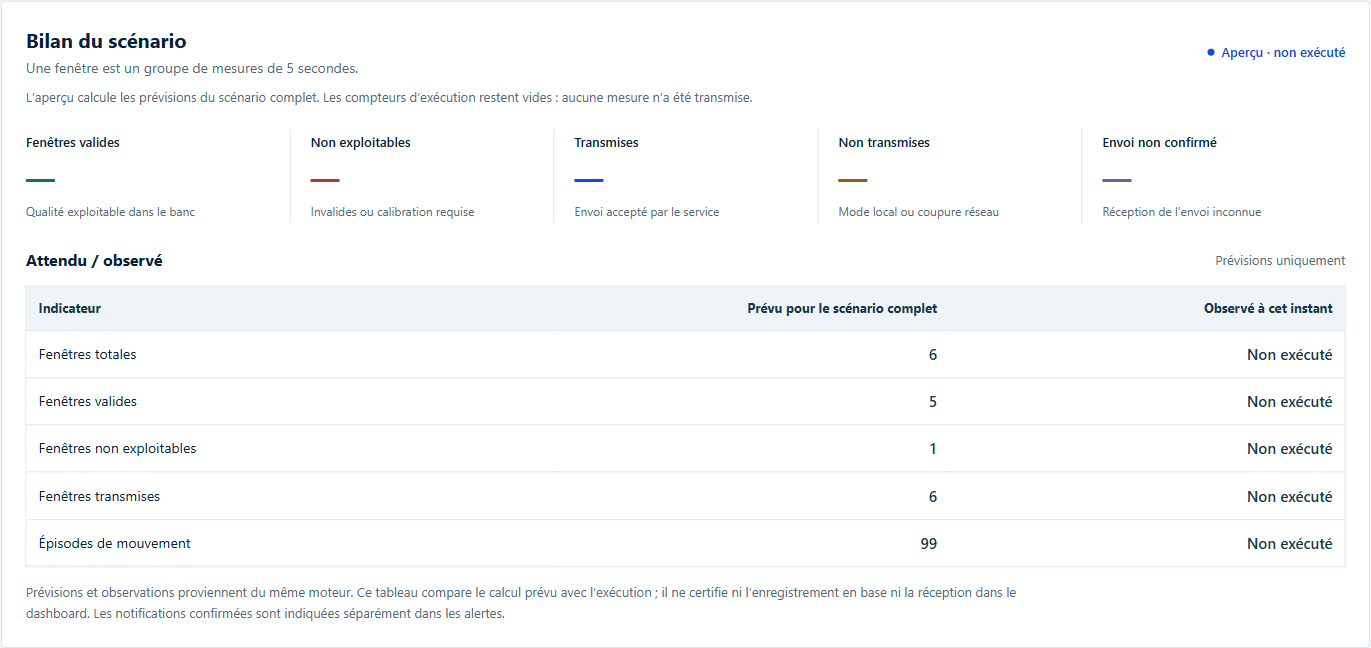 Bilan du scénario
Aperçu · non exécuté
Une fenêtre est un groupe de mesures de 5 secondes.
L'aperçu calcule les prévisions du scénario complet. Les compteurs d'exécution restent vides : aucune mesure n'a été transmise.
Fenêtres valides
Non exploitables
Transmises
Non transmises
Envoi non confirmé
Qualité exploitable dans le banc
Invalides ou calibration requise
Envoi accepté par le service
Mode local ou coupure réseau
Réception de l'envoi inconnue
Attendu / observé
Prévisions uniquement
Indicateur Prévu pour le scénario complet Observé à cet instant
Fenêtres totales 6 Non exécuté
Fenêtres valides 5 Non exécuté
Fenêtres non exploitables 1 Non exécuté
Fenêtres transmises 6 Non exécuté
Épisodes de mouvement 99 Non exécuté
Prévisions et observations proviennent du même moteur. Ce tableau compare le calcul prévu avec l'exécution ; il ne certifie ni l'enregistrement en base ni la réception dans le
dashboard. Les notifications confirmées sont indiquées séparément dans les alertes.